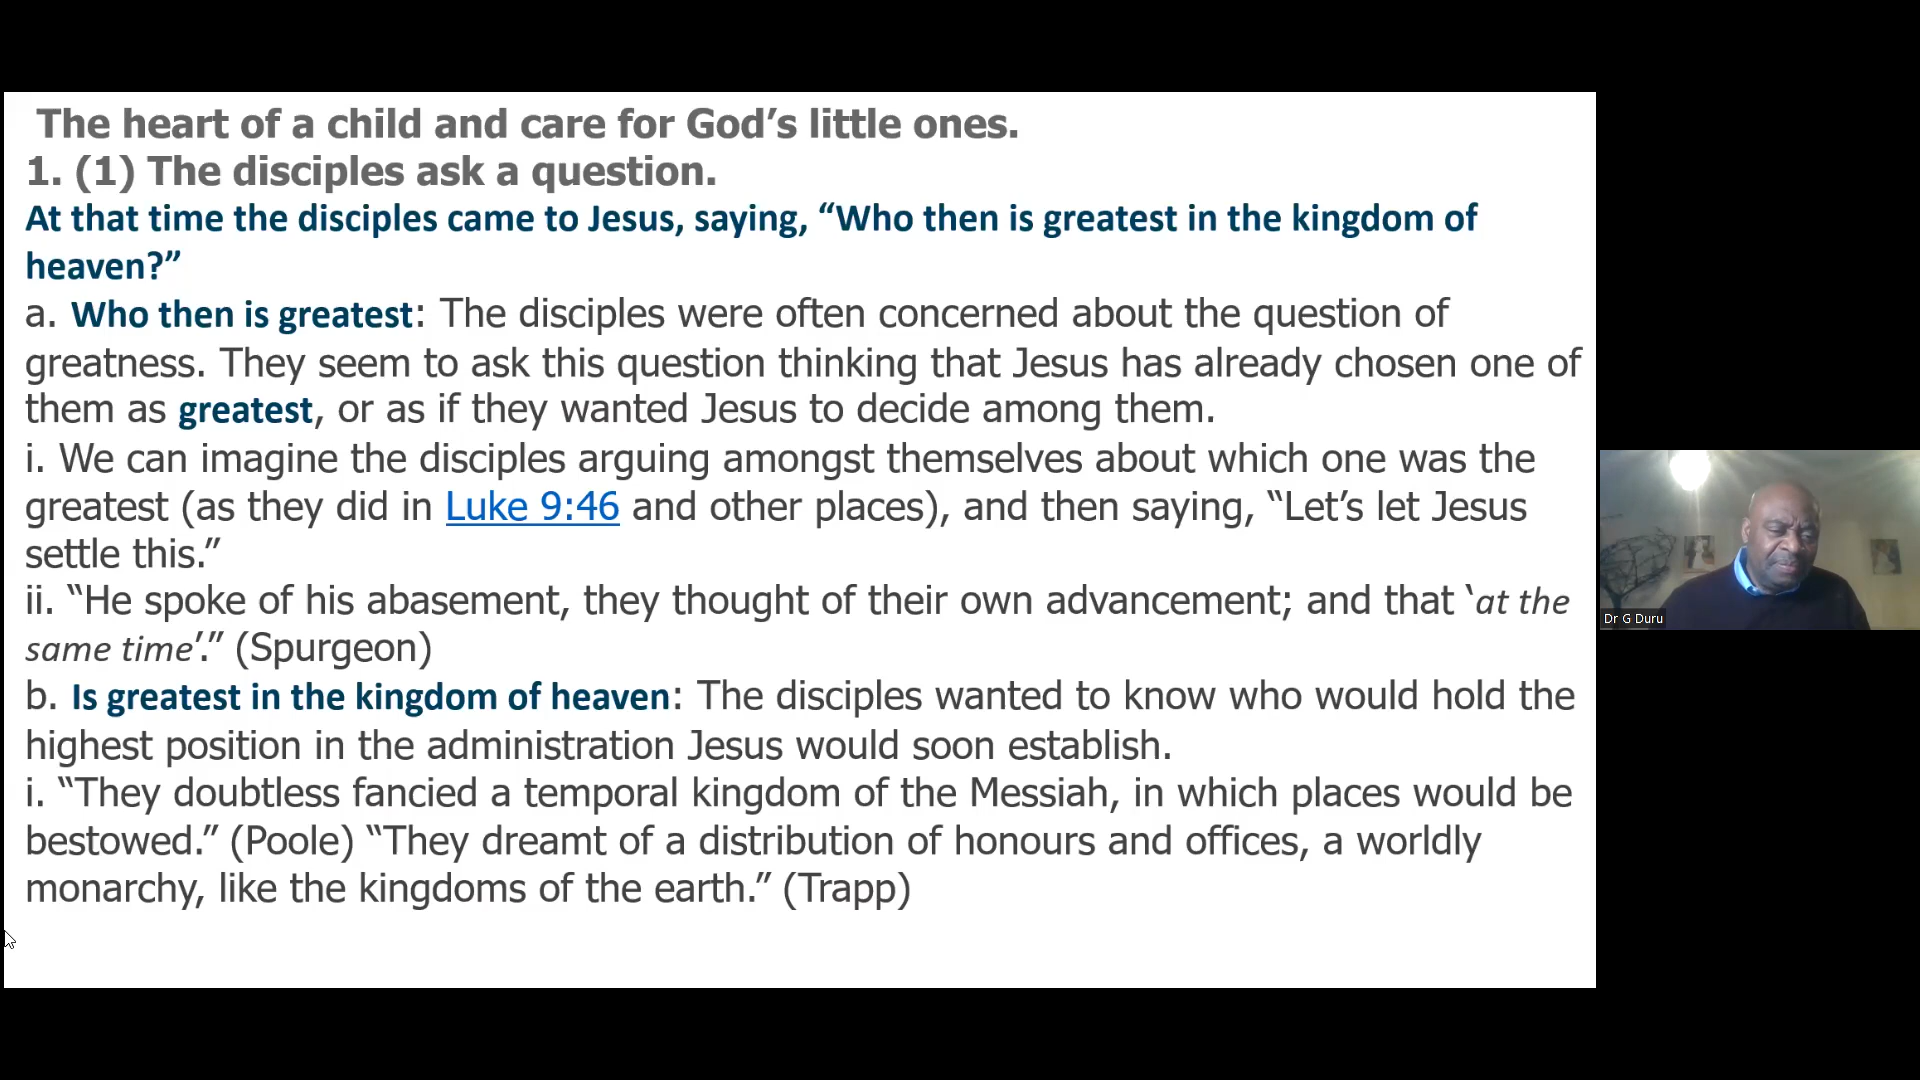 The heart of a child and care for God’s little ones.
1. (1) The disciples ask a question.
At that time the disciples came to Jesus, saying, “Who then is greatest in the kingdom of
heaven?”
a. Who then is greatest: The disciples were often concerned about the question of
greatness. They seem to ask this question thinking that Jesus has already chosen one of
them as greatest, or as if they wanted Jesus to decide among them.
i. We can imagine the disciples arguing amongst themselves about which one was the
greatest (as they did in Luke 9:46 and other places), and then saying, “Let’s let Jesus
settle this.”
ii. “He spoke of his abasement, they thought of their own advancement; and that ‘at the
same time’.” (Spurgeon)
b. Is greatest in the kingdom of heaven: The disciples wanted to know who would hold the
highest position in the administration Jesus would soon establish.
i. “They doubtless fancied a temporal kingdom of the Messiah, in which places would be
bestowed.” (Poole) “They dreamt of a distribution of honours and offices, a worldly
monarchy, like the kingdoms of the earth.” (Trapp)
Dr G Duru